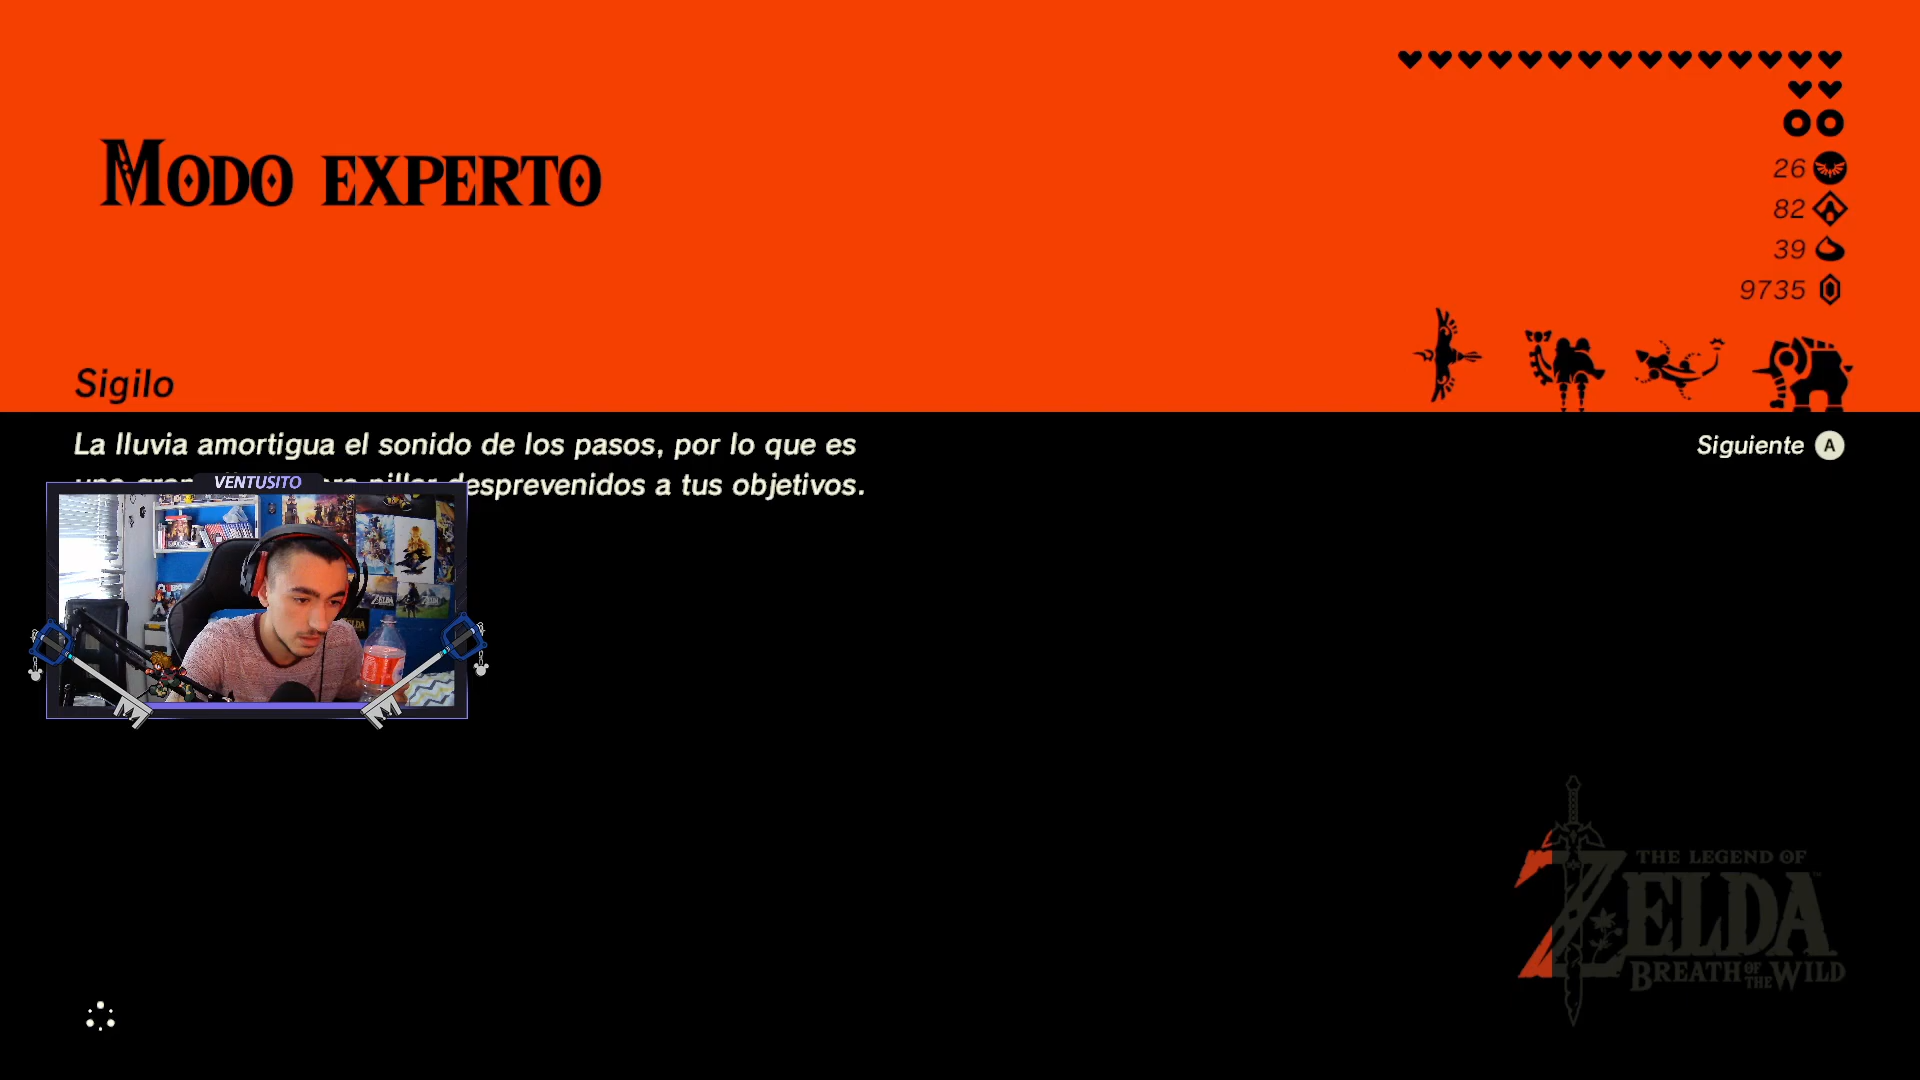 Modo experto
26
82
39
9735
Sigilo
La lluvia amortigua el sonido de los pasos, por lo que es
desprevenidos a tus objetivos.
Siguiente A
VENTUSITO
THE LEGEND OF
ZELDA
BREATH OF THE WILD